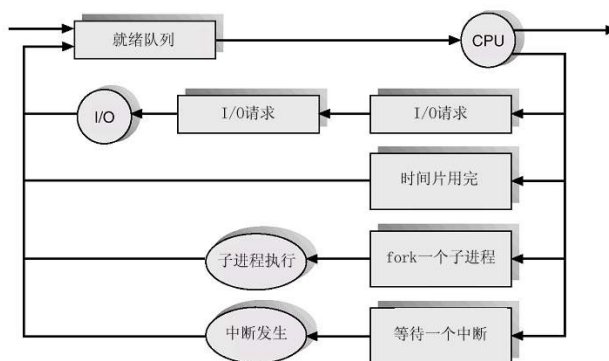 就绪队列
CPU
I/O
I/O请求
I/O请求
时间片用完
子进程执行
fork一个子进程
中断发生
等待一个中断